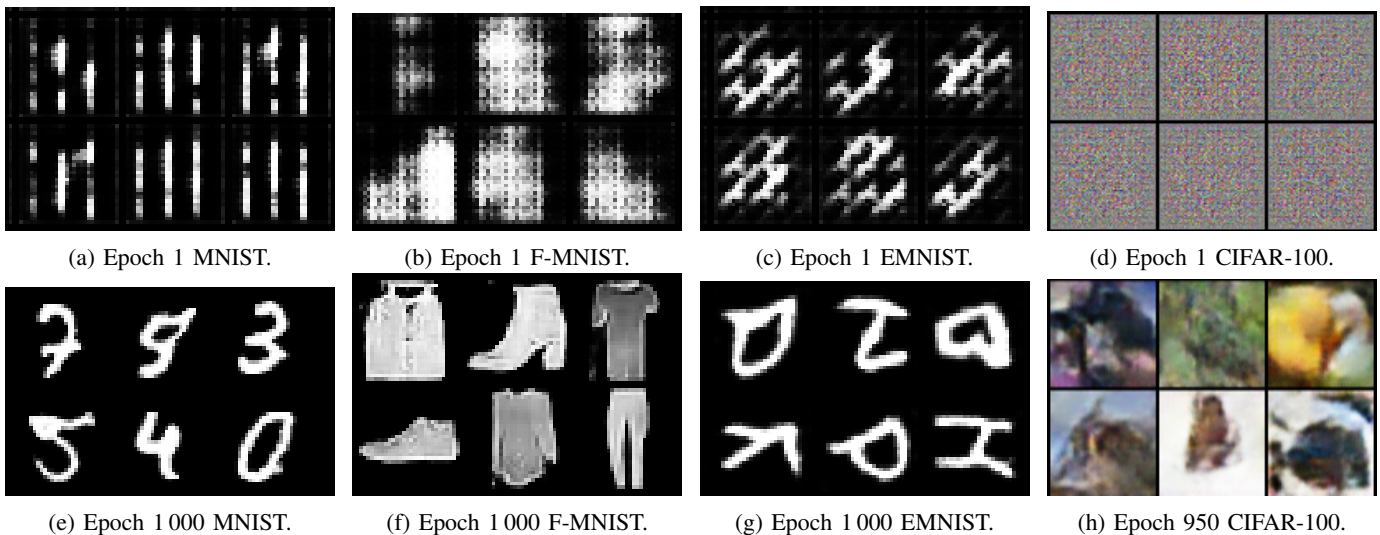 (a) Epoch 1 MNIST.
(b) Epoch 1 F-MNIST.
(c) Epoch 1 EMNIST.
(d) Epoch 1 CIFAR-100.
(e) Epoch 1 000 MNIST.
(f) Epoch 1 000 F-MNIST.
(g) Epoch 1 000 EMNIST.
(h) Epoch 950 CIFAR-100.